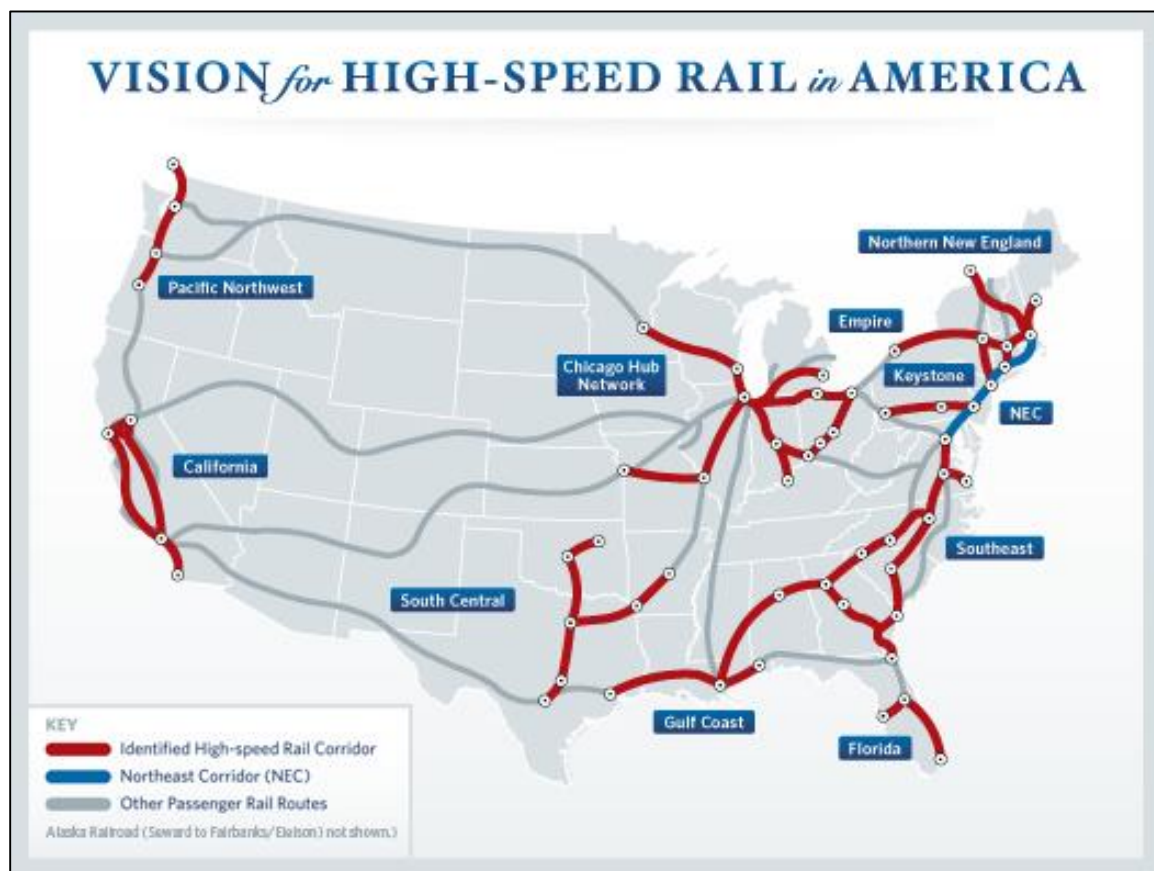 VISION for HIGH-SPEED RAIL in AMERICA
Northern New England
Pacific Northwest
Empire
Chicago Hub
Network
Keystone
NEC
California
Southeast
South Central
Gulf Coast
Florida
KEY
Identified High-speed Rail Corridor
Northeast Corridor (NEC)
Other Passenger Rail Routes
Alaska Railroad (Seward to Fairbanks/Eielson) not shown.)